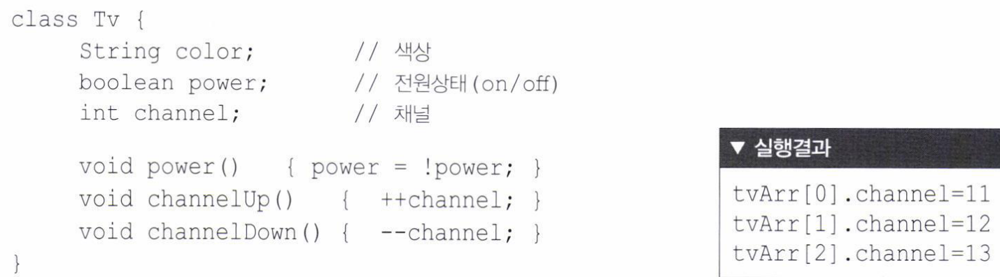 class Tv {
String color; // 색상
boolean power; // 전원상태(on/off)
int channel; // 채널
void power() { power = !power; }
void channelUp() { ++channel; }
void channelDown() { --channel; }
}
▼ 실행결과
tvArr[0].channel=11
tvArr[1].channel=12
tvArr[2].channel=13